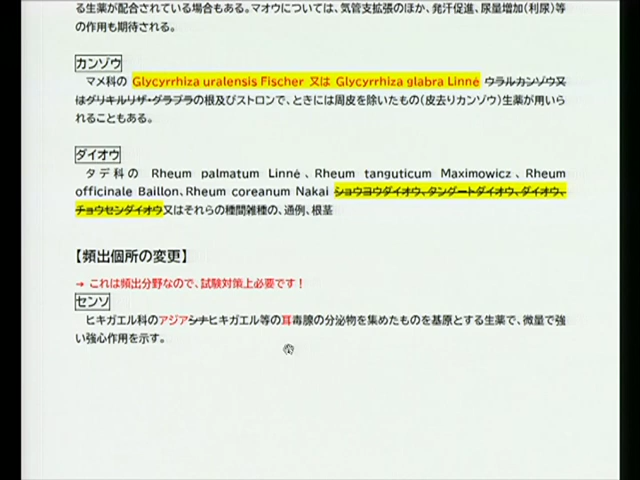 る生薬が配合されている場合もある。マオウについては、気管支拡張のほか、発汗促進、尿量増加（利尿）等
の作用も期待される。
カンゾウ
マメ科の Glycyrrhiza uralensis Fischer 又は Glycyrrhiza glabra Linné ウラルカンゾウ又
はグリキルリザ・グラブラの根及びストロンで、ときには周皮を除いたもの（皮去りカンゾウ）生薬が用いら
れることもある。
ダイオウ
タデ科の Rheum palmatum Linné、Rheum tanguticum Maximowicz、Rheum
officinale Baillon、Rheum coreanum Nakai ショウヨウダイオウ、タングートダイオウ、ダイオウ、
チョウセンダイオウ又はそれらの種間雑種の、通例、根茎
【頻出個所の変更】
→ これは頻出分野なので、試験対策上必要です！
センソ
ヒキガエル科のアジアシナヒキガエル等の耳毒腺の分泌物を集めたものを基原とする生薬で、微量で強
い強心作用を示す。